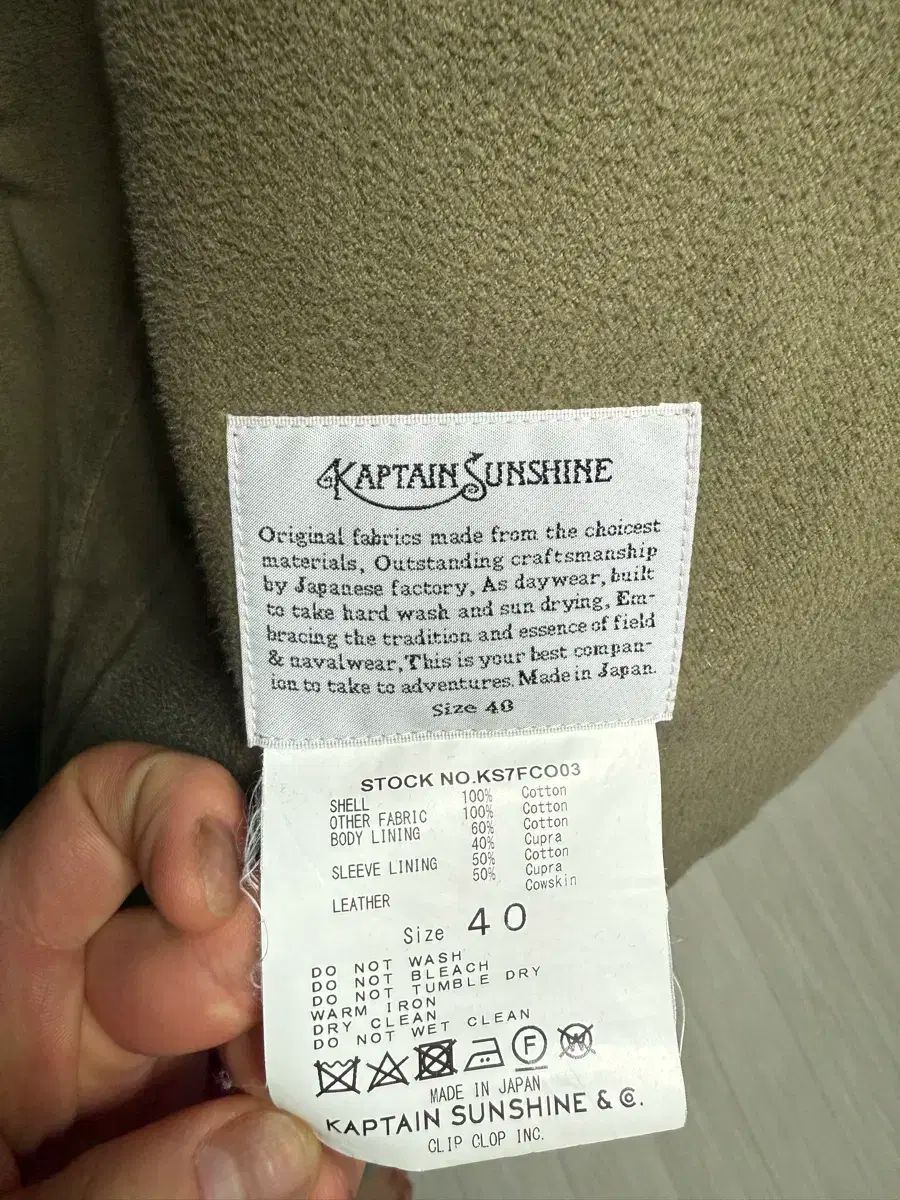 KAPTAIN SUNSHINE
Original fabrics made from the choicest
materials, Outstanding craftsmanship
by Japanese factory, As daywear, built
to take hard wash and sun drying, Em-
bracing the tradition and essence of field
& navalwear, This is your best compan-
ion to take to adventures. Made in Japan.
Size 40
STOCK NO.KS7FCO03
SHELL 100% Cotton
OTHER FABRIC 100% Cotton
BODY LINING 60% Cotton
40% Cupra
SLEEVE LINING 50% Cotton
50% Cupra
LEATHER Cowskin
Size 40
DO NOT WASH
DO NOT BLEACH
DO NOT TUMBLE DRY
WARM IRON
DRY CLEAN
DO NOT WET CLEAN
F W
MADE IN JAPAN
KAPTAIN SUNSHINE & Co.
CLIP CLOP INC.